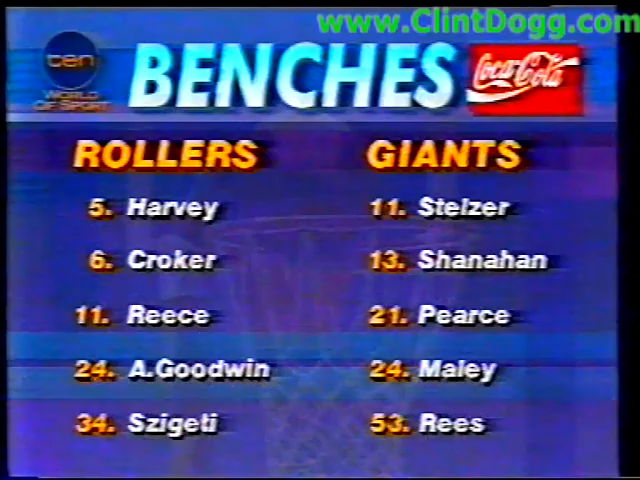 www.ClintDogg.com
ten
WORLD
OF SPORT
BENCHES
Coca-Cola
ROLLERS GIANTS
5. Harvey 11. Stelzer
6. Croker 13. Shanahan
11. Reece 21. Pearce
24. A.Goodwin 24. Maley
34. Szigeti 53. Rees